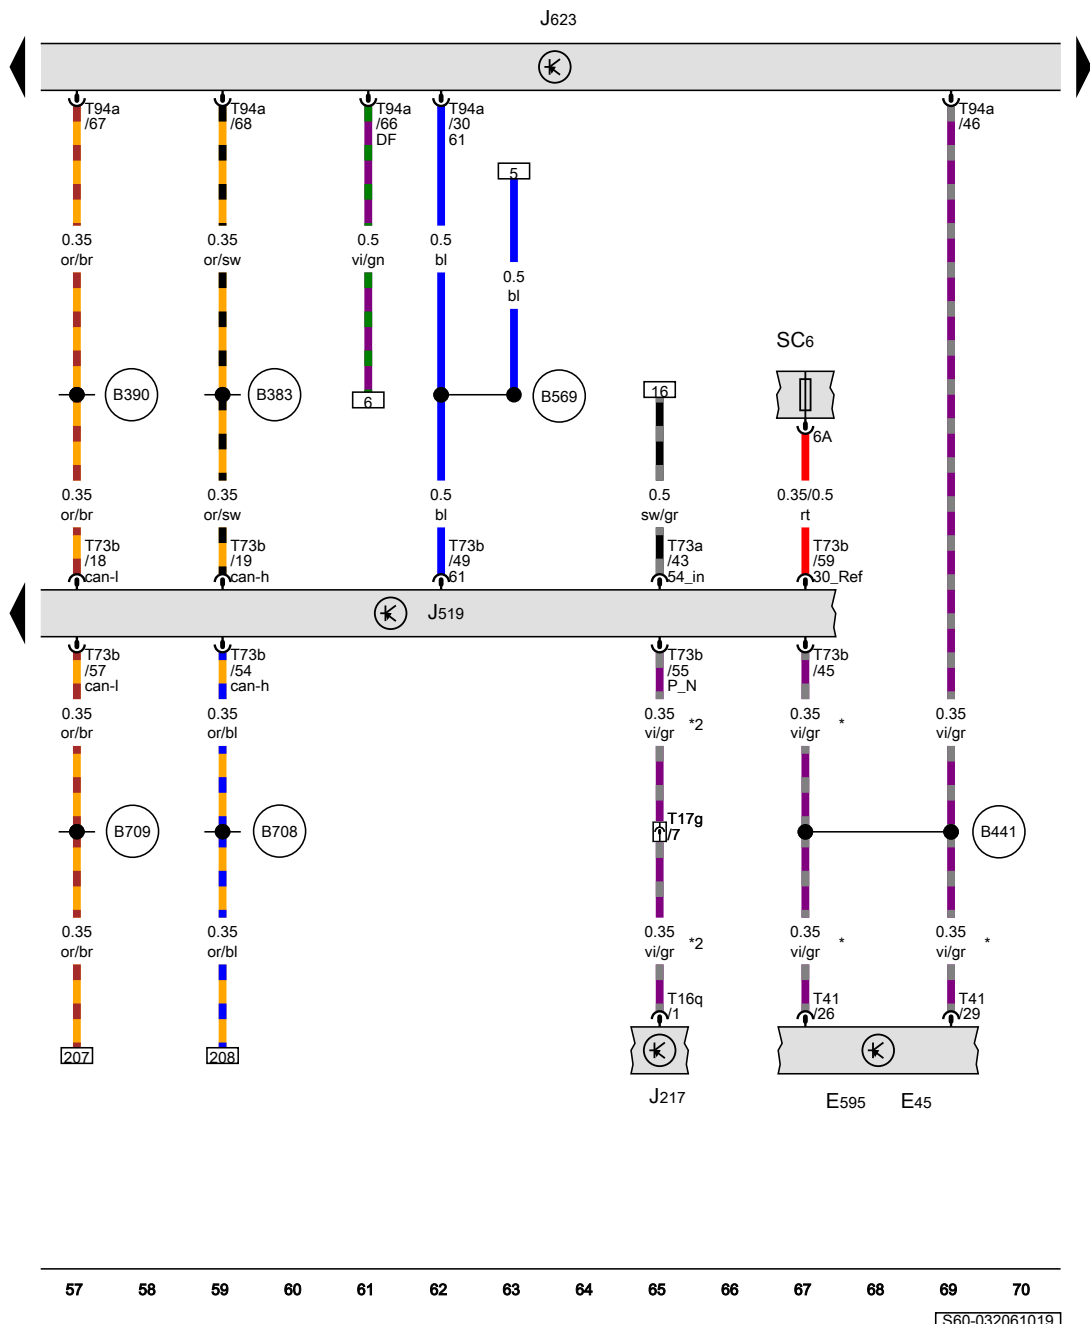 J623
T94a
/67
T94a
/68
T94a
/66
DF
T94a
/30
61
T94a
/46
5
0.35
or/br
0.35
or/sw
0.5
vi/gn
0.5
bl
0.5
bl
SC6
B390
B383
6
B569
16
6A
0.35
or/br
0.35
or/sw
0.5
bl
0.5
sw/gr
0.35/0.5
rt
T73b
/18
can-l
T73b
/19
can-h
T73b
/49
61
T73a
/43
54_in
T73b
/59
30_Ref
J519
T73b
/57
can-l
T73b
/54
can-h
T73b
/55
P_N
T73b
/45
0.35
or/br
0.35
or/bl
0.35
vi/gr
*2
0.35
vi/gr
*
0.35
vi/gr
B709
B708
T17g
/7
B441
0.35
or/br
0.35
or/bl
0.35
vi/gr
*2
0.35
vi/gr
*
0.35
vi/gr
*
T16q
/1
T41
/26
T41
/29
207
208
J217
E595
E45
57 58 59 60 61 62 63 64 65 66 67 68 69 70
S60-032061019